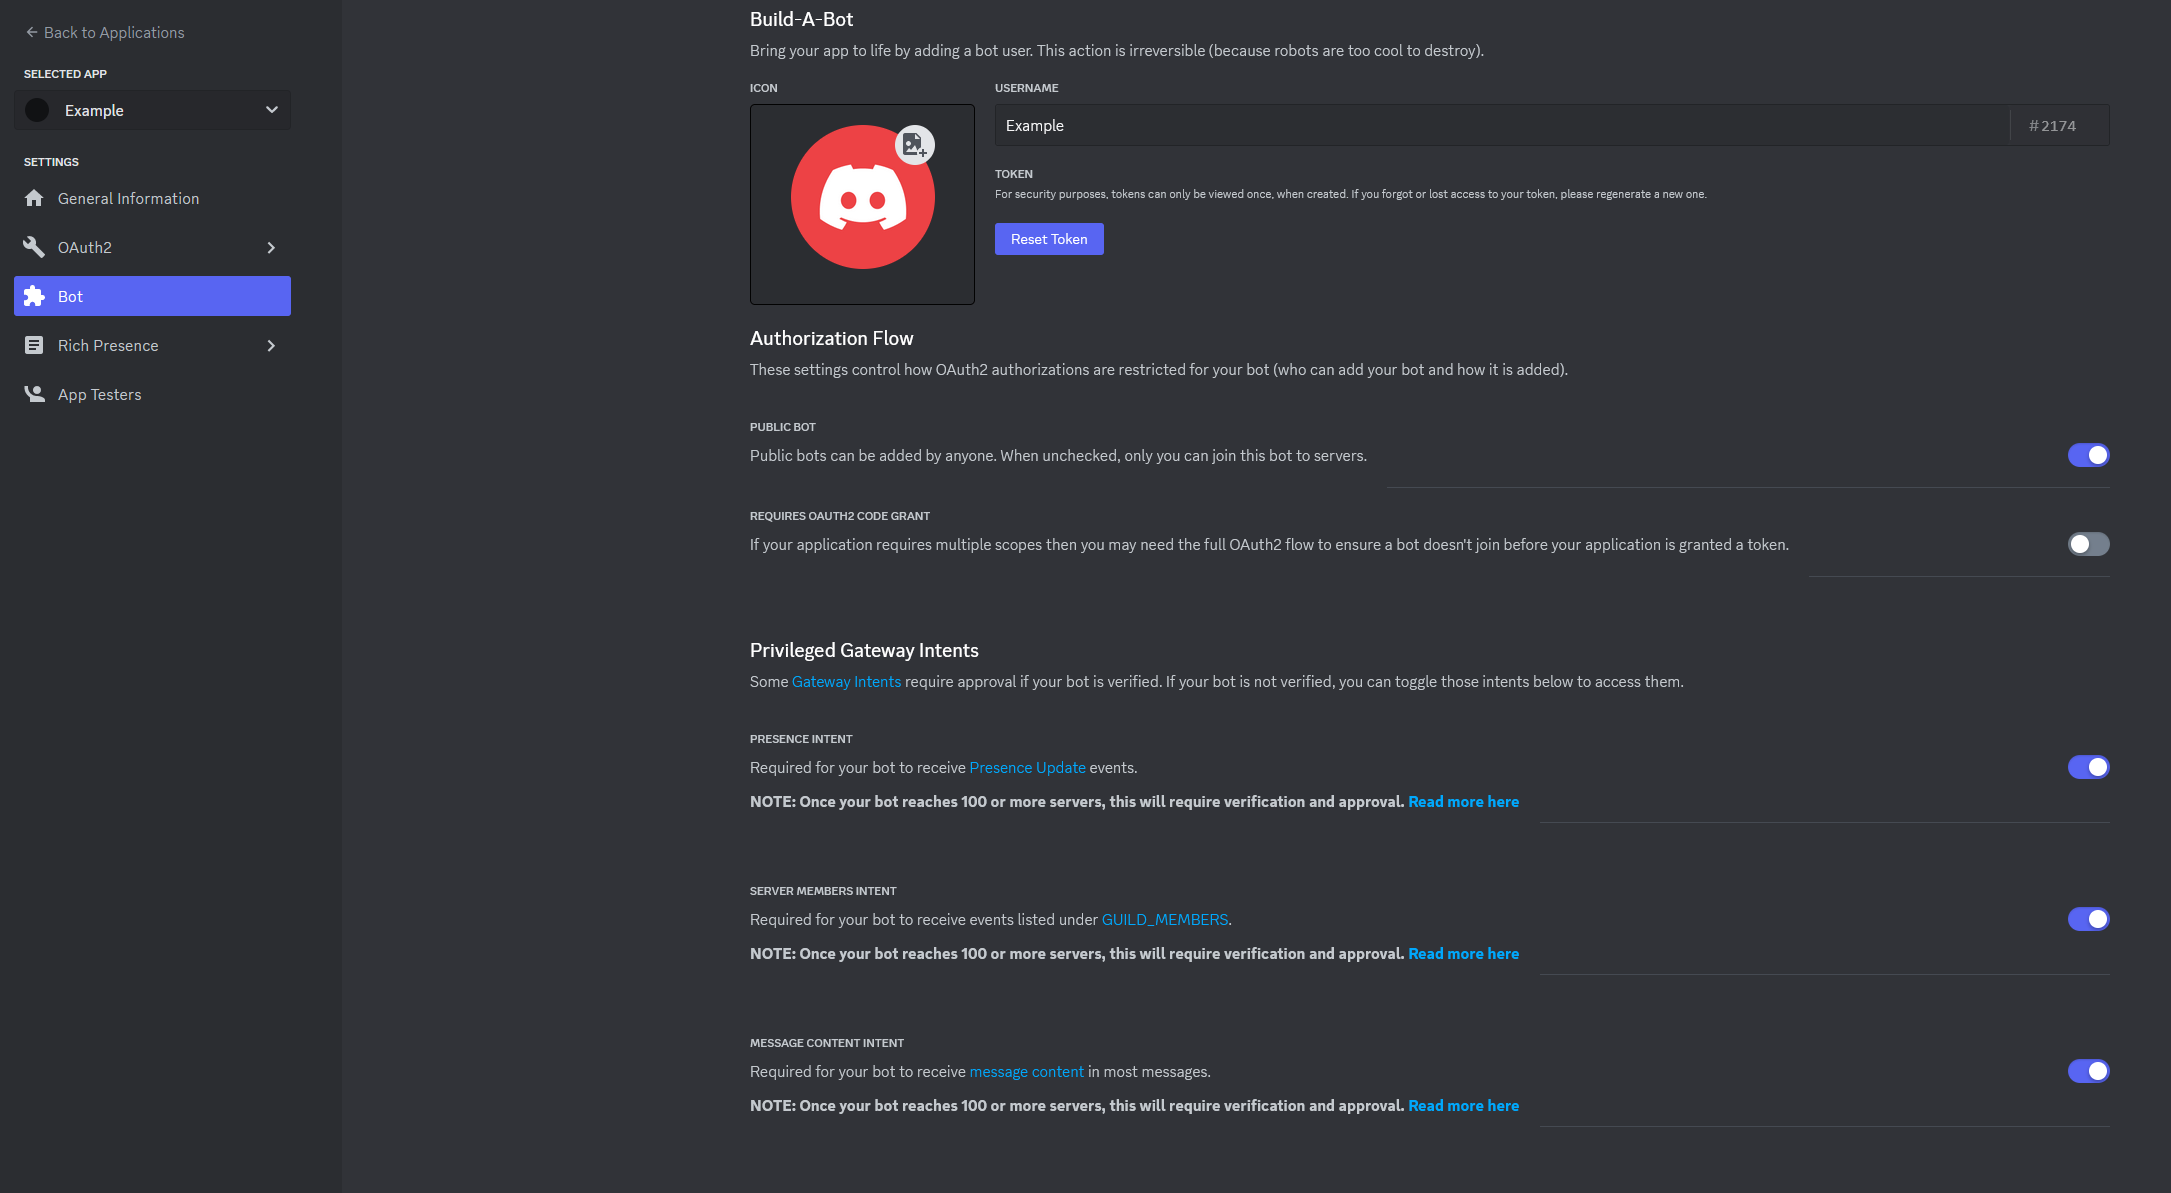 Back to Applications
SELECTED APP
Example
SETTINGS
General Information
OAuth2
Bot
Rich Presence
App Testers
Build-A-Bot
Bring your app to life by adding a bot user. This action is irreversible (because robots are too cool to destroy).
ICON
USERNAME
Example
#2174
TOKEN
For security purposes, tokens can only be viewed once, when created. If you forgot or lost access to your token, please regenerate a new one.
Reset Token
Authorization Flow
These settings control how OAuth2 authorizations are restricted for your bot (who can add your bot and how it is added).
PUBLIC BOT
Public bots can be added by anyone. When unchecked, only you can join this bot to servers.
REQUIRES OAUTH2 CODE GRANT
If your application requires multiple scopes then you may need the full OAuth2 flow to ensure a bot doesn't join before your application is granted a token.
Privileged Gateway Intents
Some Gateway Intents require approval if your bot is verified. If your bot is not verified, you can toggle those intents below to access them.
PRESENCE INTENT
Required for your bot to receive Presence Update events.
NOTE: Once your bot reaches 100 or more servers, this will require verification and approval. Read more here
SERVER MEMBERS INTENT
Required for your bot to receive events listed under GUILD_MEMBERS.
NOTE: Once your bot reaches 100 or more servers, this will require verification and approval. Read more here
MESSAGE CONTENT INTENT
Required for your bot to receive message content in most messages.
NOTE: Once your bot reaches 100 or more servers, this will require verification and approval. Read more here